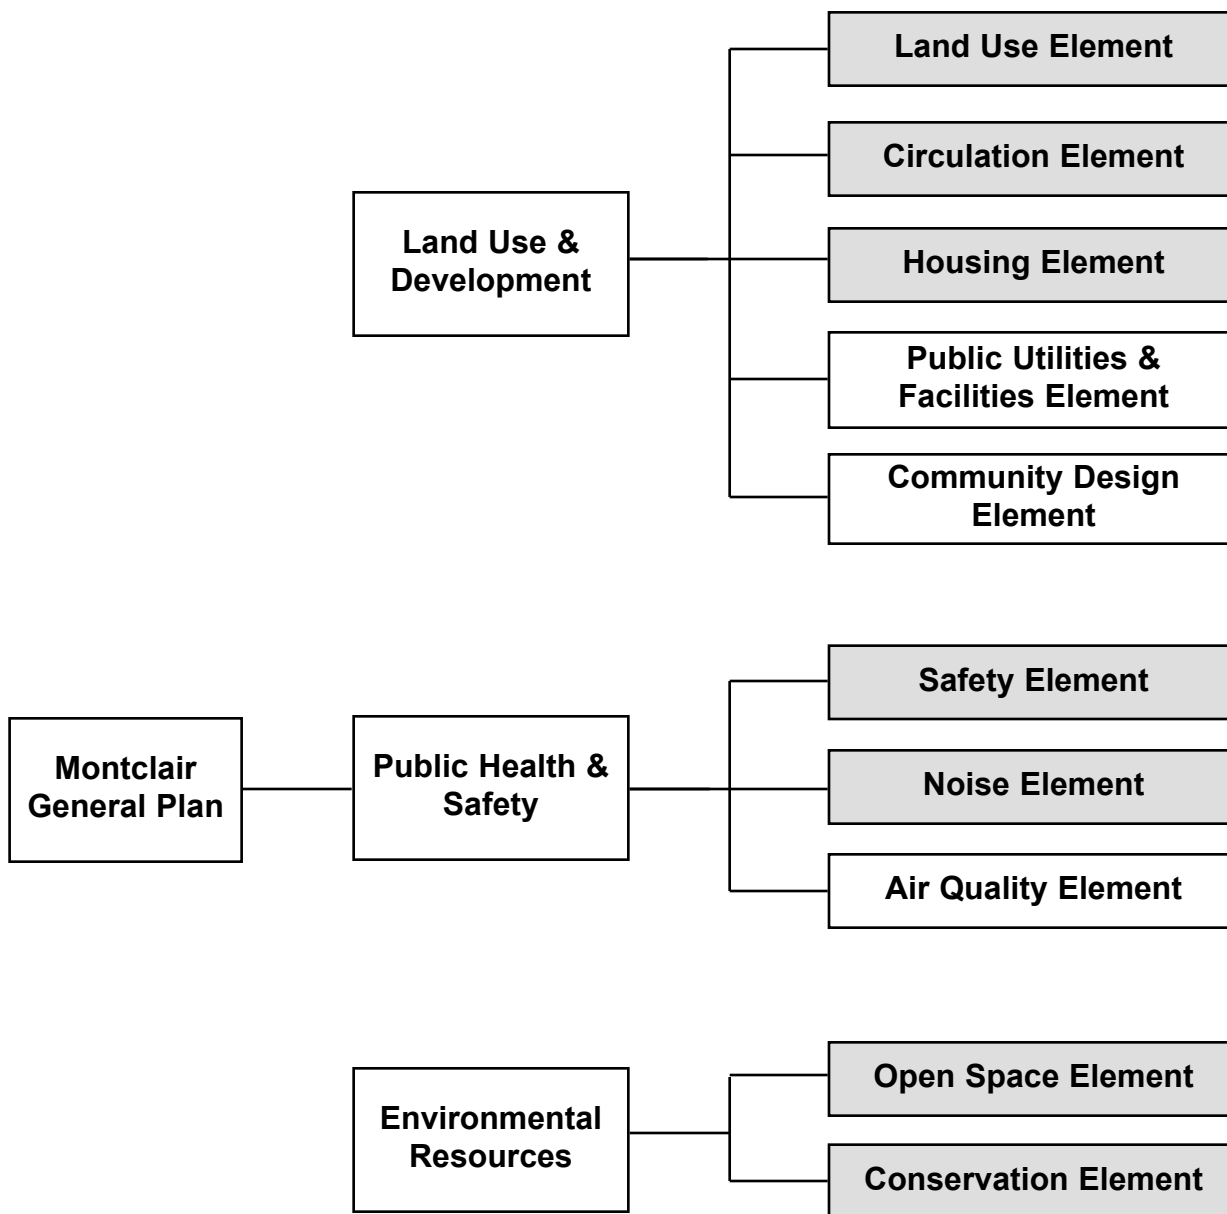 Land Use Element
Circulation Element
Land Use &
Development
Housing Element
Public Utilities &
Facilities Element
Community Design
Element
Safety Element
Montclair
General Plan
Public Health &
Safety
Noise Element
Air Quality Element
Open Space Element
Environmental
Resources
Conservation Element